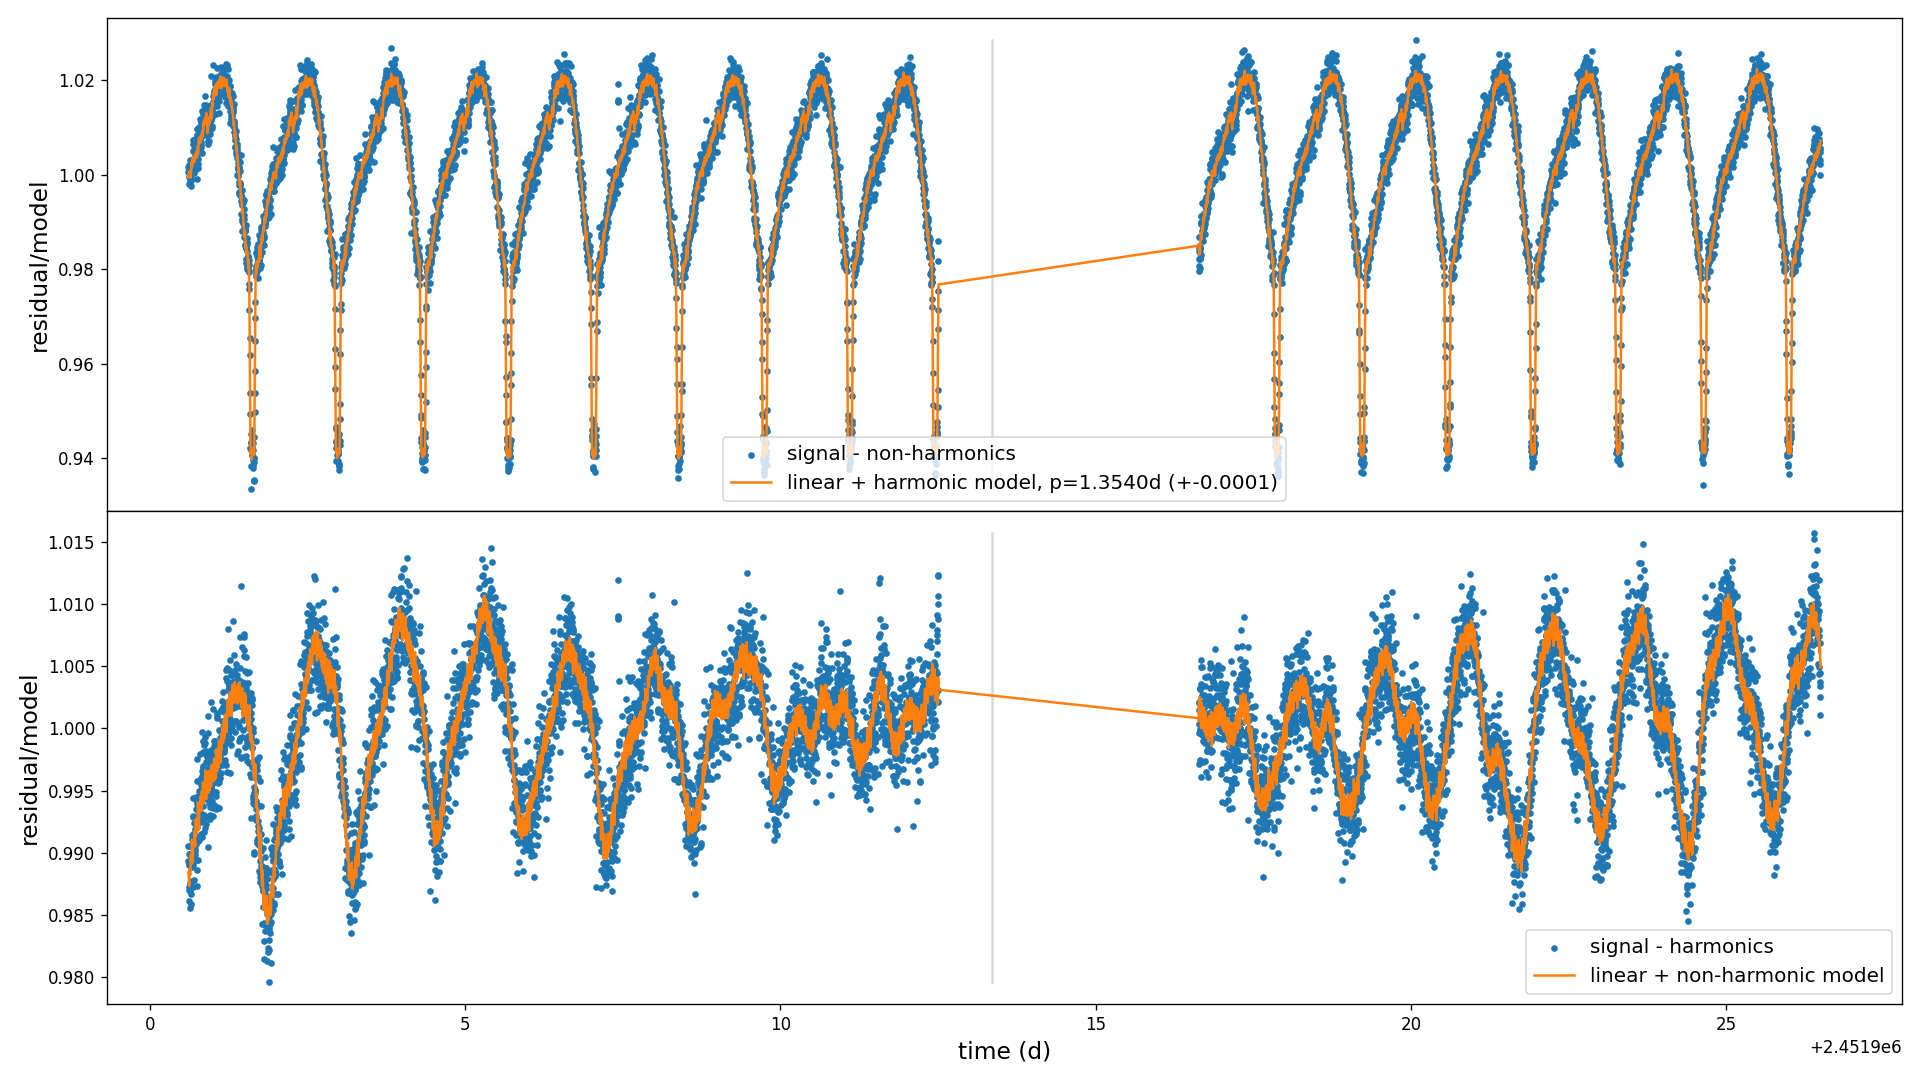 1.02
1.00
0.98
0.96
0.94
residual/model
signal - non-harmonics
linear + harmonic model, p=1.3540d (+-0.0001)
1.015
1.010
1.005
1.000
0.995
0.990
0.985
0.980
residual/model
signal - harmonics
linear + non-harmonic model
0 5 10 15 20 25
time (d)
+2.4519e6